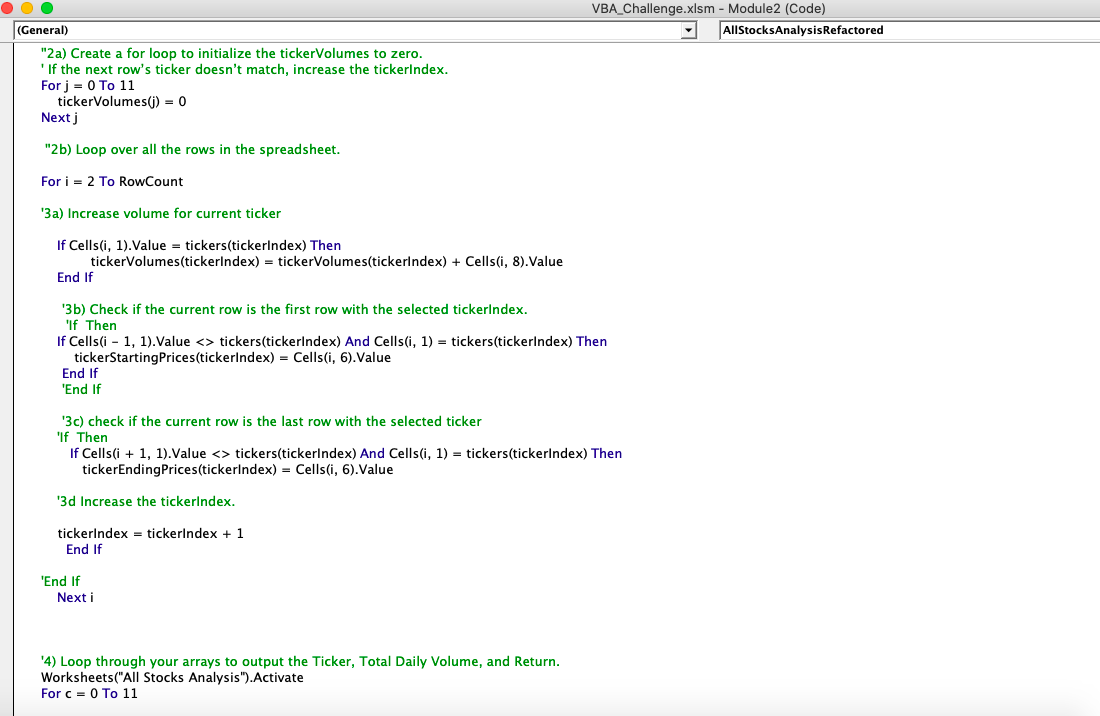 VBA_Challenge.xlsm - Module2 (Code)
(General)
AllStocksAnalysisRefactored
''2a) Create a for loop to initialize the tickerVolumes to zero.
' If the next row's ticker doesn't match, increase the tickerIndex.
For j = 0 To 11
tickerVolumes(j) = 0
Next j
''2b) Loop over all the rows in the spreadsheet.
For i = 2 To RowCount
'3a) Increase volume for current ticker
If Cells(i, 1).Value = tickers(tickerIndex) Then
tickerVolumes(tickerIndex) = tickerVolumes(tickerIndex) + Cells(i, 8).Value
End If
'3b) Check if the current row is the first row with the selected tickerIndex.
'If  Then
If Cells(i - 1, 1).Value <> tickers(tickerIndex) And Cells(i, 1) = tickers(tickerIndex) Then
tickerStartingPrices(tickerIndex) = Cells(i, 6).Value
End If
'End If
'3c) check if the current row is the last row with the selected ticker
'If  Then
If Cells(i + 1, 1).Value <> tickers(tickerIndex) And Cells(i, 1) = tickers(tickerIndex) Then
tickerEndingPrices(tickerIndex) = Cells(i, 6).Value
'3d Increase the tickerIndex.
tickerIndex = tickerIndex + 1
End If
'End If
Next i
'4) Loop through your arrays to output the Ticker, Total Daily Volume, and Return.
Worksheets("All Stocks Analysis").Activate
For c = 0 To 11